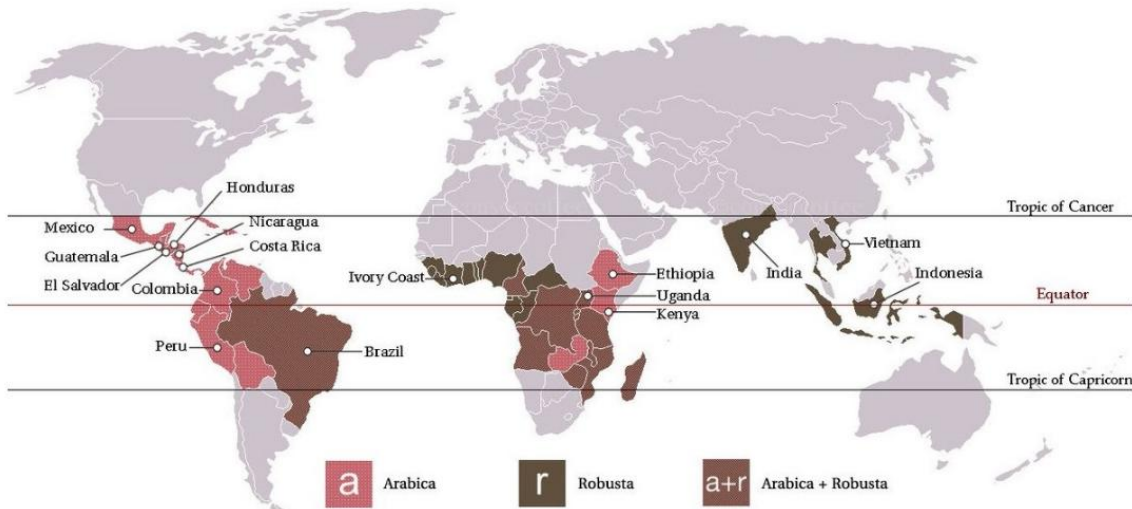 Honduras
Tropic of Cancer
Mexico
Nicaragua
Guatemala
Costa Rica
Vietnam
El Salvador
Colombia
Ivory Coast
Ethiopia
India
Indonesia
Uganda
Equator
Kenya
Peru
Brazil
Tropic of Capricorn
a Arabica
r Robusta
a+r Arabica + Robusta